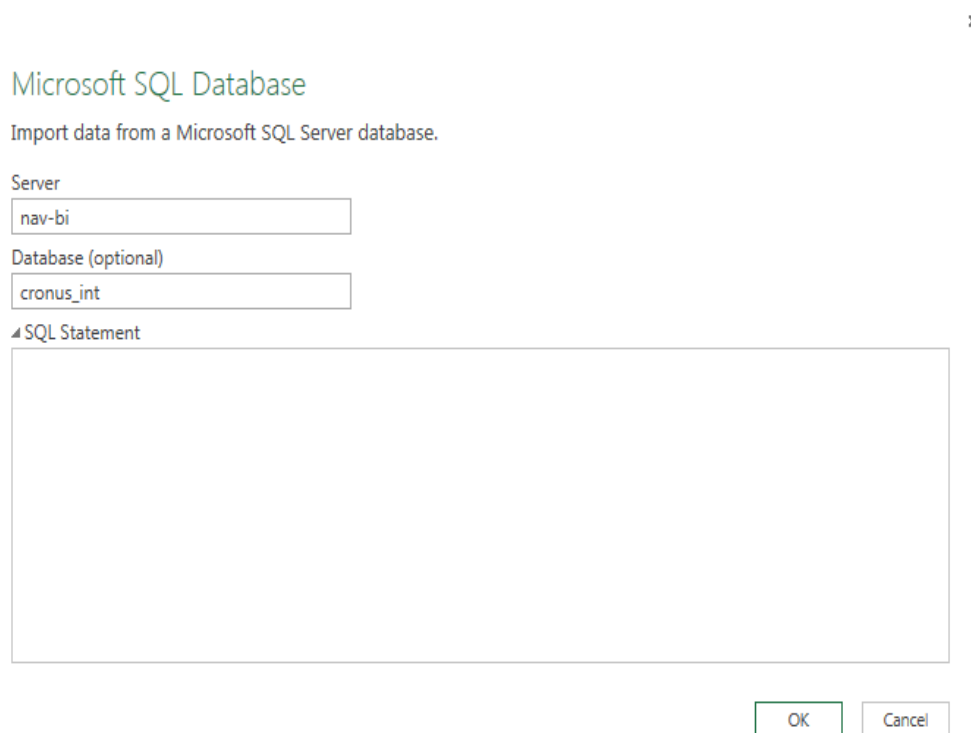 Microsoft SQL Database
Import data from a Microsoft SQL Server database.
Server
nav-bi
Database (optional)
cronus_int
SQL Statement
OK Cancel